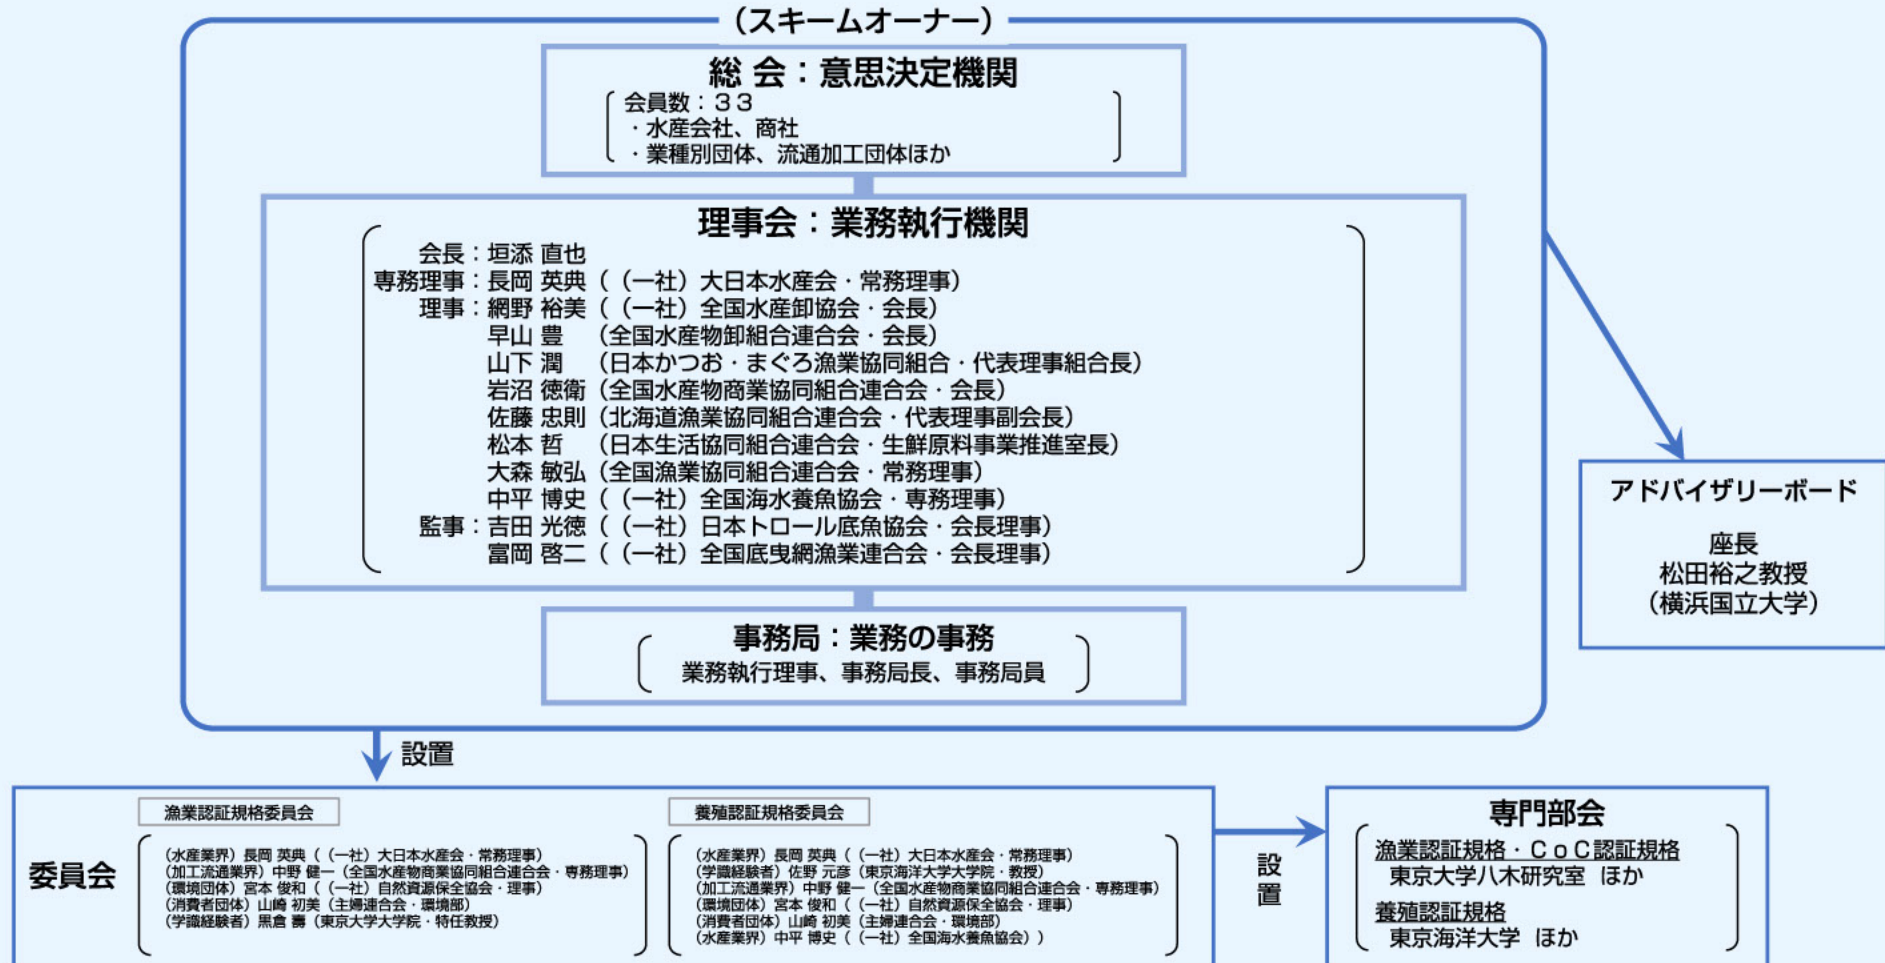 （スキームオーナー）
総 会：意思決定機関
会員数：３３
・水産会社、商社
・業種別団体、流通加工団体ほか
理事会：業務執行機関
会長：垣添 直也
専務理事：長岡 英典（（一社）大日本水産会・常務理事）
理事：網野 裕美（（一社）全国水産卸協会・会長）
早山 豊 （全国水産物卸組合連合会・会長）
山下 潤 （日本かつお・まぐろ漁業協同組合・代表理事組合長）
岩沼 徳衛（全国水産物商業協同組合連合会・会長）
佐藤 忠則（北海道漁業協同組合連合会・代表理事副会長）
松本 哲 （日本生活協同組合連合会・生鮮原料事業推進室長）
大森 敏弘（全国漁業協同組合連合会・常務理事）
中平 博史（（一社）全国海水養魚協会・専務理事）
監事：吉田 光徳（（一社）日本トロール底魚協会・会長理事）
富岡 啓二（（一社）全国底曳網漁業連合会・会長理事）
事務局：業務の事務
業務執行理事、事務局長、事務局員
アドバイザリーボード
座長
松田裕之教授
（横浜国立大学）
設置
委員会
漁業認証規格委員会
（水産業界）長岡 英典（（一社）大日本水産会・常務理事）
（加工流通業界）中野 健一（全国水産物商業協同組合連合会・専務理事）
（環境団体）宮本 俊和（（一社）自然資源保全協会・理事）
（消費者団体）山崎 初美（主婦連合会・環境部）
（学識経験者）黒倉 壽（東京大学大学院・特任教授）
養殖認証規格委員会
（水産業界）長岡 英典（（一社）大日本水産会・常務理事）
（学識経験者）佐野 元彦（東京海洋大学大学院・教授）
（加工流通業界）中野 健一（全国水産物商業協同組合連合会・専務理事）
（環境団体）宮本 俊和（（一社）自然資源保全協会・理事）
（消費者団体）山崎 初美（主婦連合会・環境部）
（水産業界）中平 博史（（一社）全国海水養魚協会））
設置
専門部会
漁業認証規格・ＣｏＣ認証規格
東京大学八木研究室 ほか
養殖認証規格
東京海洋大学 ほか